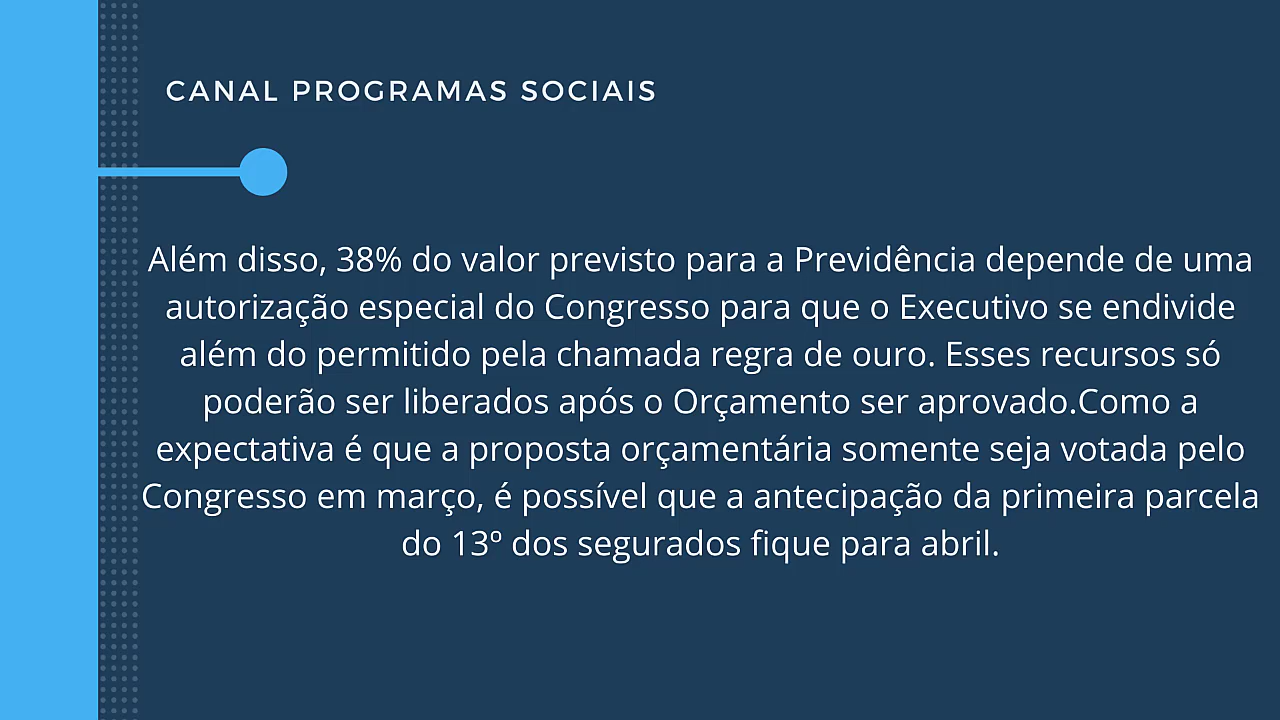 CANAL PROGRAMAS SOCIAIS
Além disso, 38% do valor previsto para a Previdência depende de uma
autorização especial do Congresso para que o Executivo se endivide
além do permitido pela chamada regra de ouro. Esses recursos só
poderão ser liberados após o Orçamento ser aprovado.Como a
expectativa é que a proposta orçamentária somente seja votada pelo
Congresso em março, é possível que a antecipação da primeira parcela
do 13º dos segurados fique para abril.